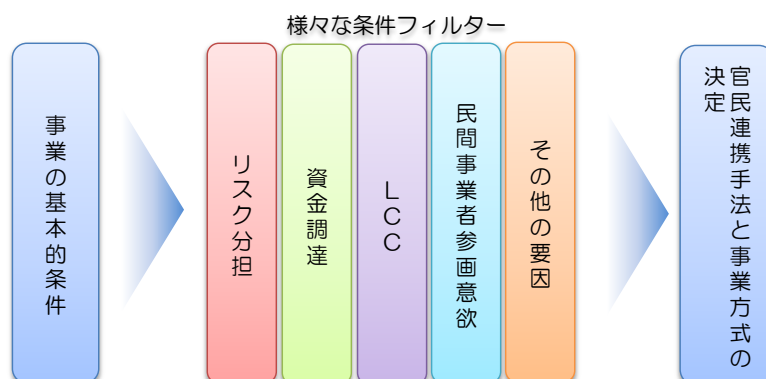 様々な条件フィルター
事業の基本的条件
リスク分担
資金調達
LCC
民間事業者参画意欲
その他の要因
官民連携手法と事業方式の
決定